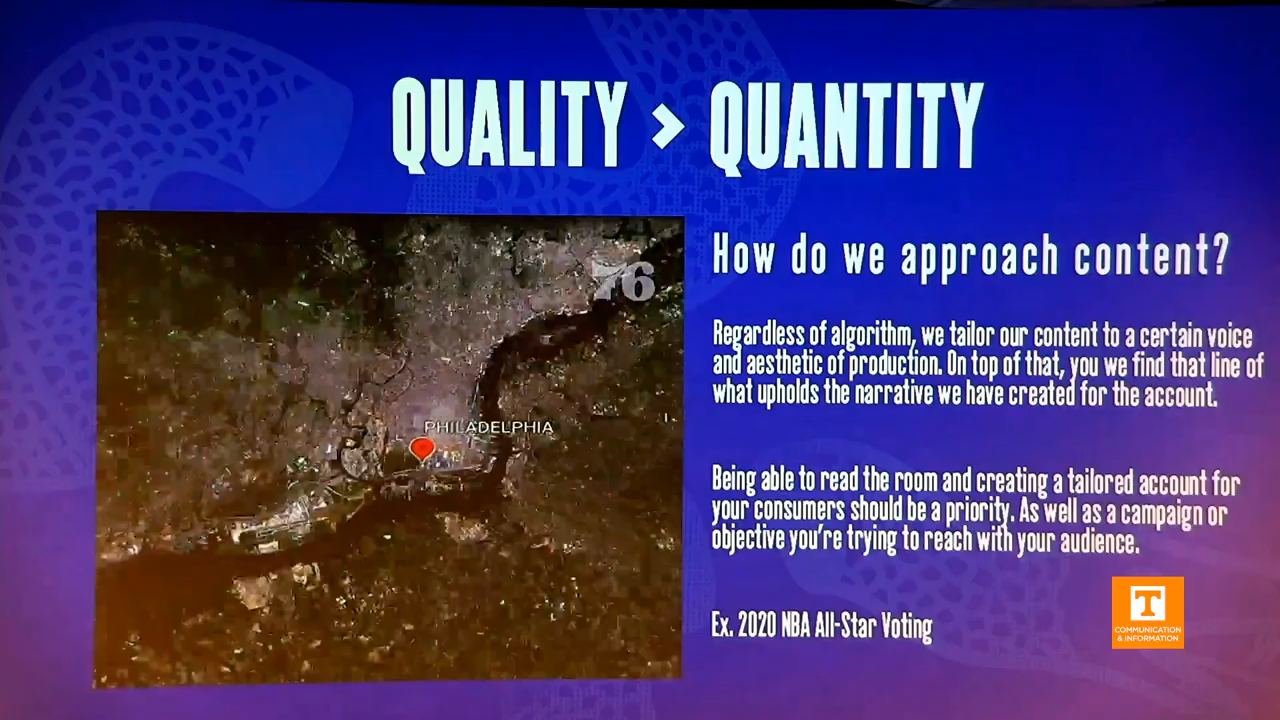 QUALITY > QUANTITY
76
PHILADELPHIA
How do we approach content?
Regardless of algorithm, we tailor our content to a certain voice
and aesthetic of production. On top of that, you we find that line of
what upholds the narrative we have created for the account.
Being able to read the room and creating a tailored account for
your consumers should be a priority. As well as a campaign or
objective you're trying to reach with your audience.
Ex. 2020 NBA All-Star Voting
T
COMMUNICATION
& INFORMATION